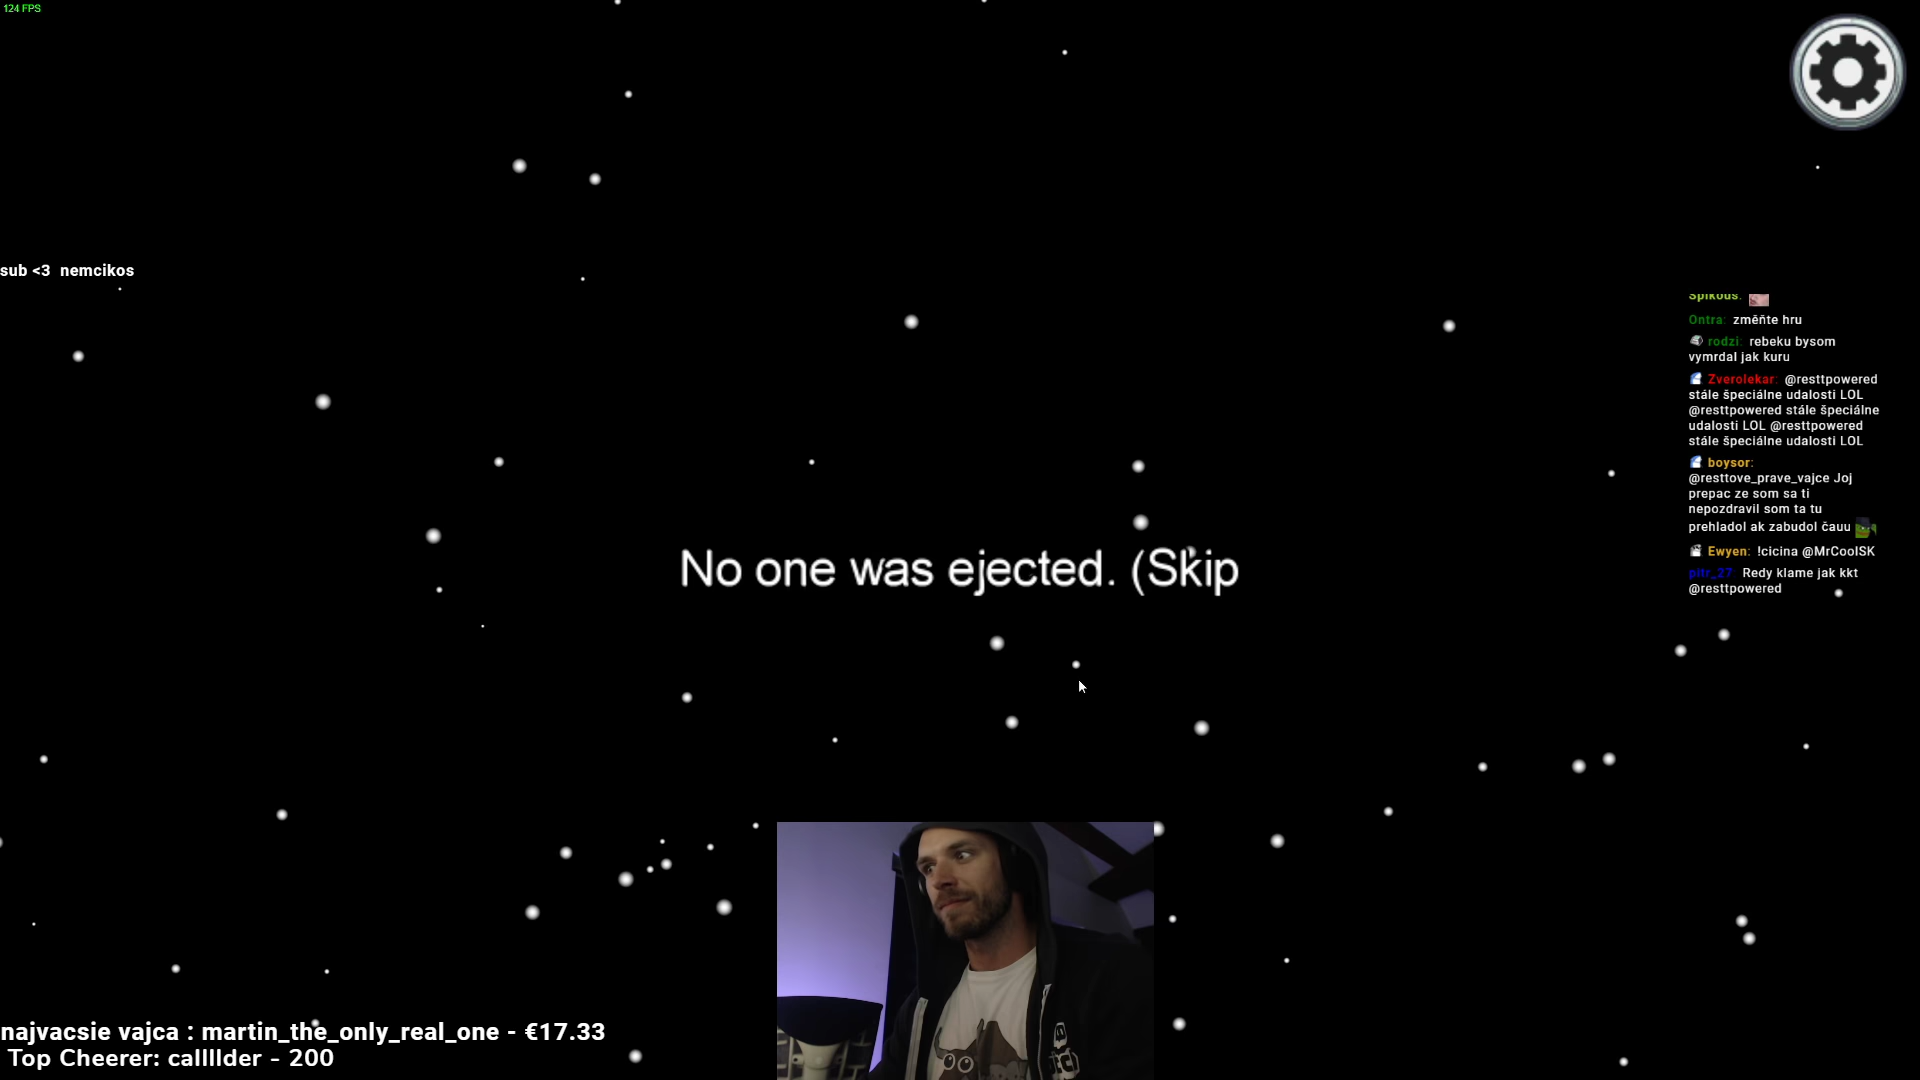 124 FPS
sub <3 nemcikos
Spikous:
Ontra: změňte hru
rodzi: rebeku bysom
vymrdal jak kuru
Zverolekar: @resttpowered
stále špeciálne udalosti LOL
@resttpowered stále špeciálne
udalosti LOL @resttpowered
stále špeciálne udalosti LOL
boysor:
@resttove_prave_vajce Joj
prepac ze som sa ti
nepozdravil som ta tu
prehladol ak zabudol čauu
Ewyen: !cicina @MrCoolSK
pitr_27: Redy klame jak kkt
@resttpowered
No one was ejected. (Skip
najvacsie vajca : martin_the_only_real_one - €17.33
Top Cheerer: callllder - 200